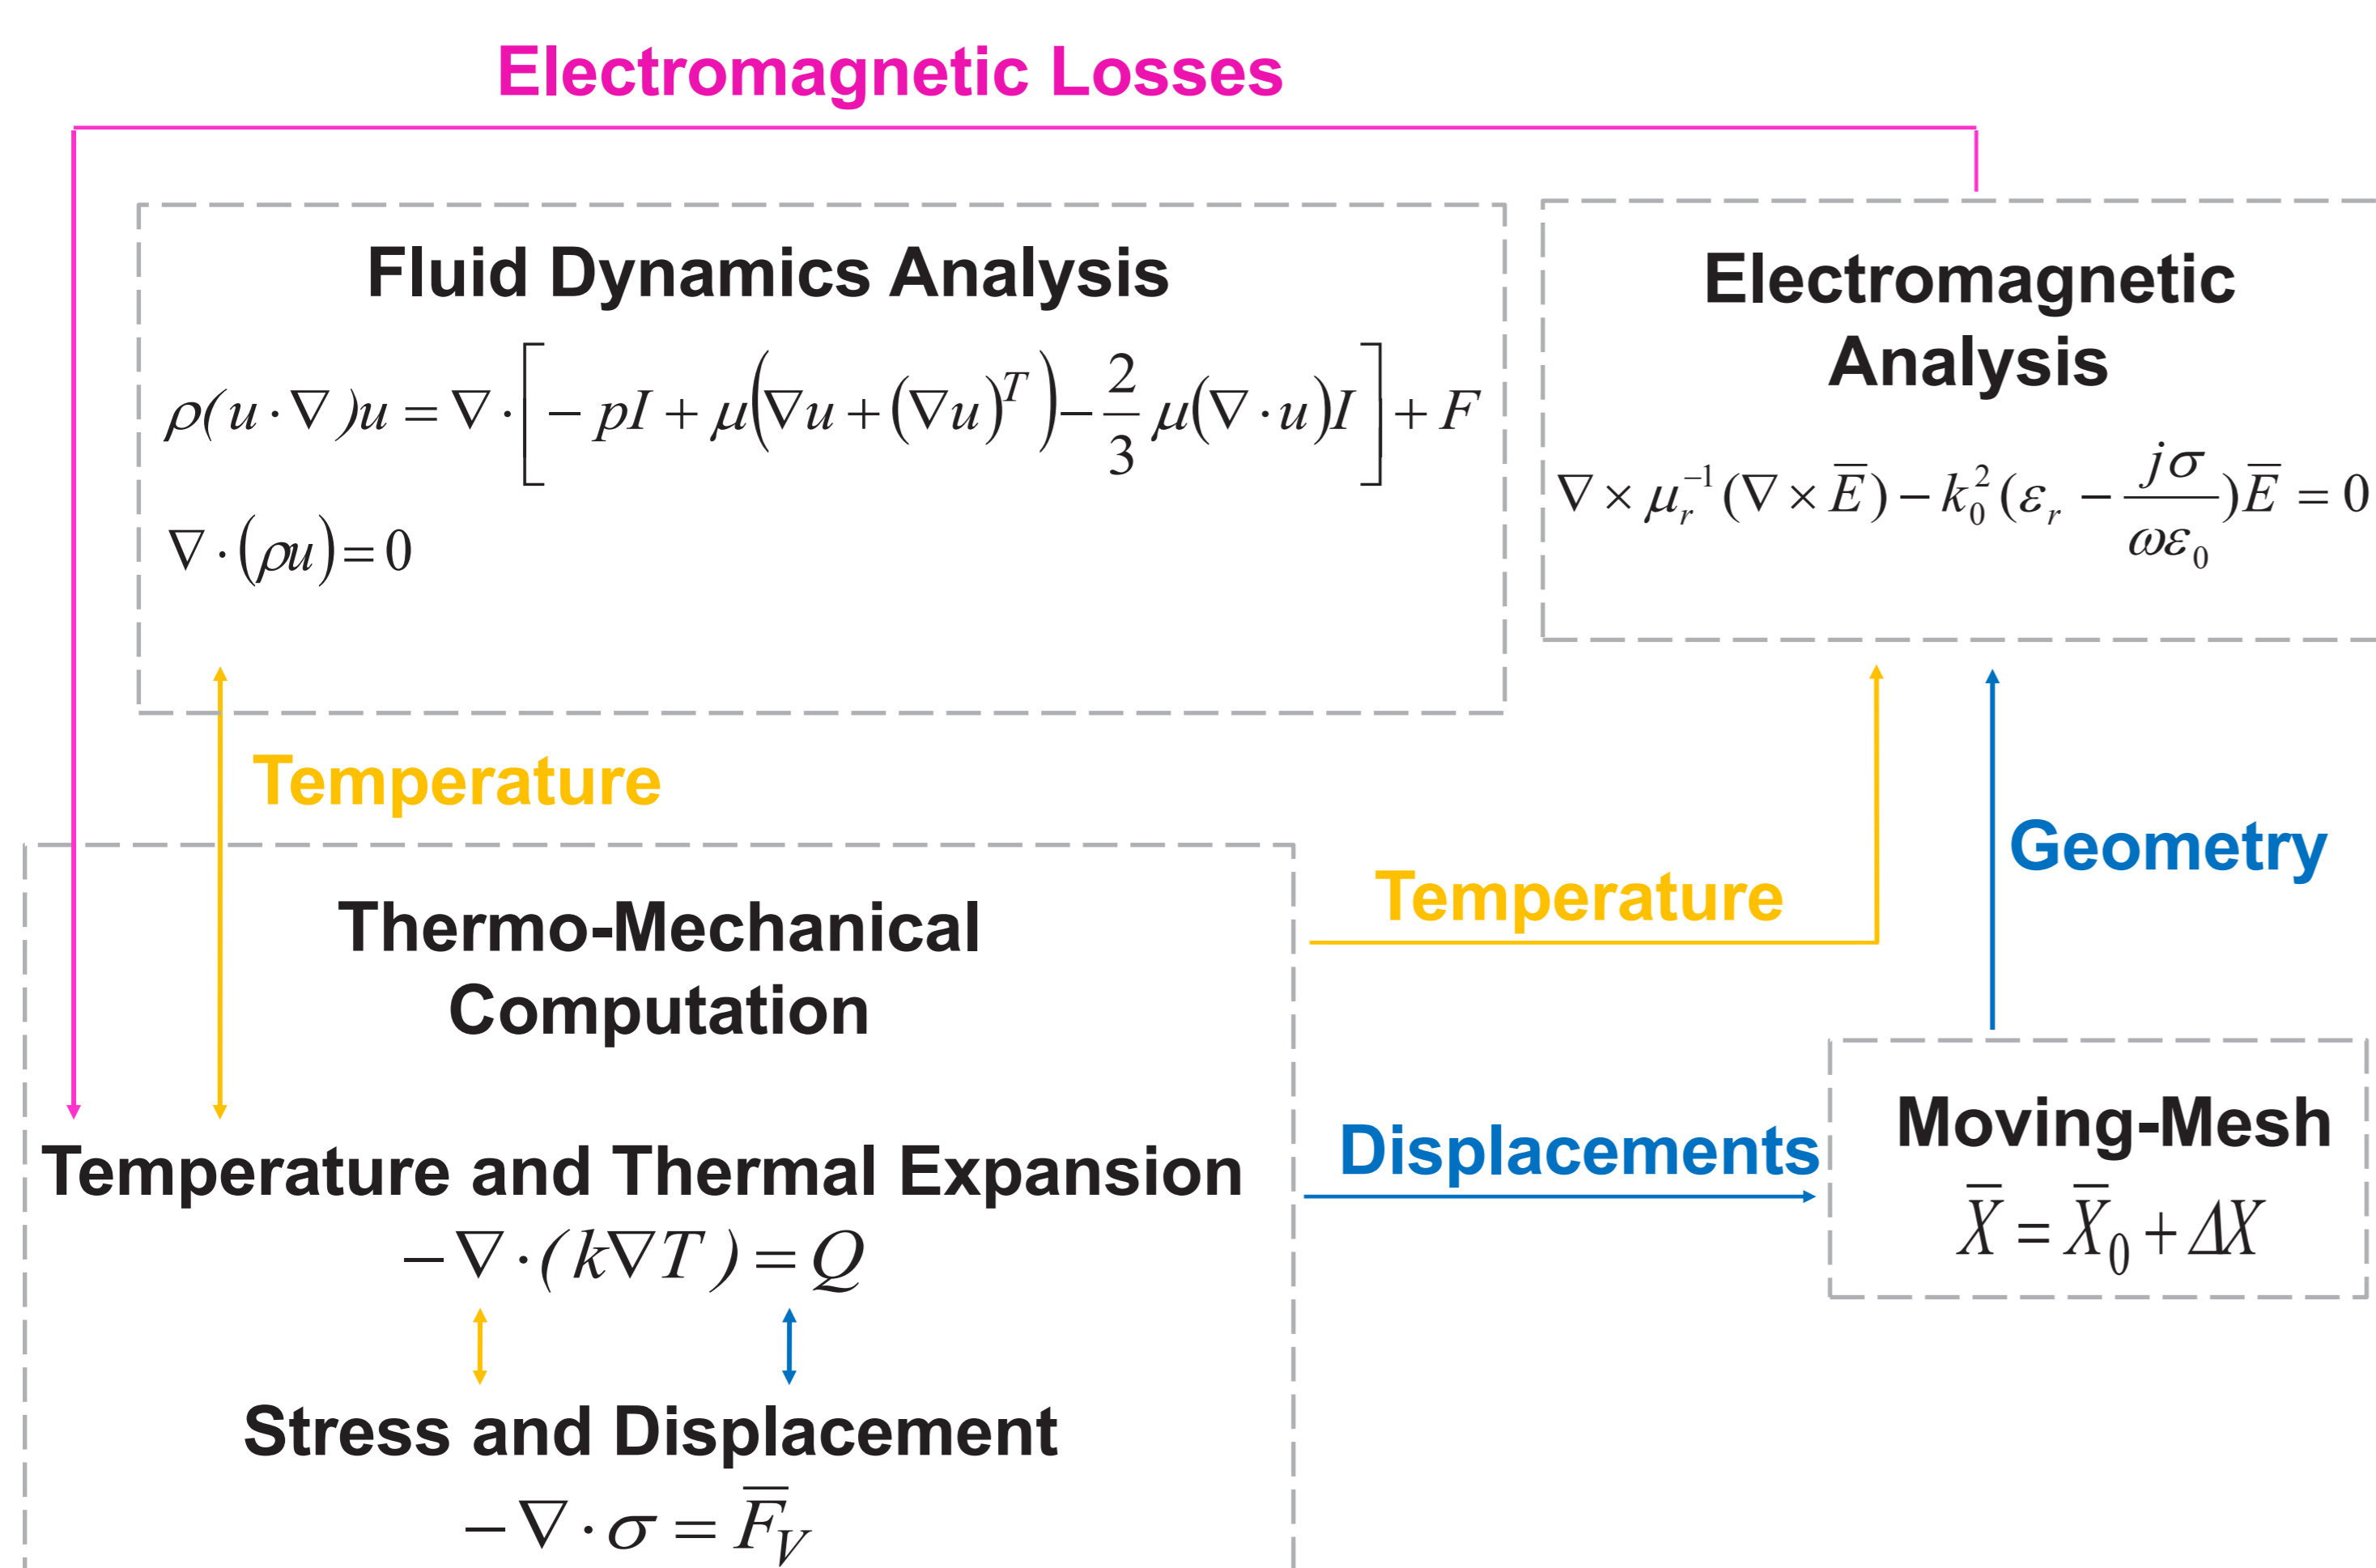 Electromagnetic Losses
Fluid Dynamics Analysis
ρ(u · ∇)u = ∇ · [− pI + μ(∇u + (∇u)^T) − 2/3 μ(∇ · u)I] + F
∇ · (ρu) = 0
Electromagnetic
Analysis
∇ × μ_r^{−1}(∇ × E̅) − k_0^2(ε_r − jσ/ωε_0)E̅ = 0
Temperature
Geometry
Temperature
Thermo-Mechanical
Computation
Displacements
Moving-Mesh
X̅ = X̅_0 + ΔX
Temperature and Thermal Expansion
− ∇ · (k∇T) = Q
Stress and Displacement
− ∇ · σ = F̅_V